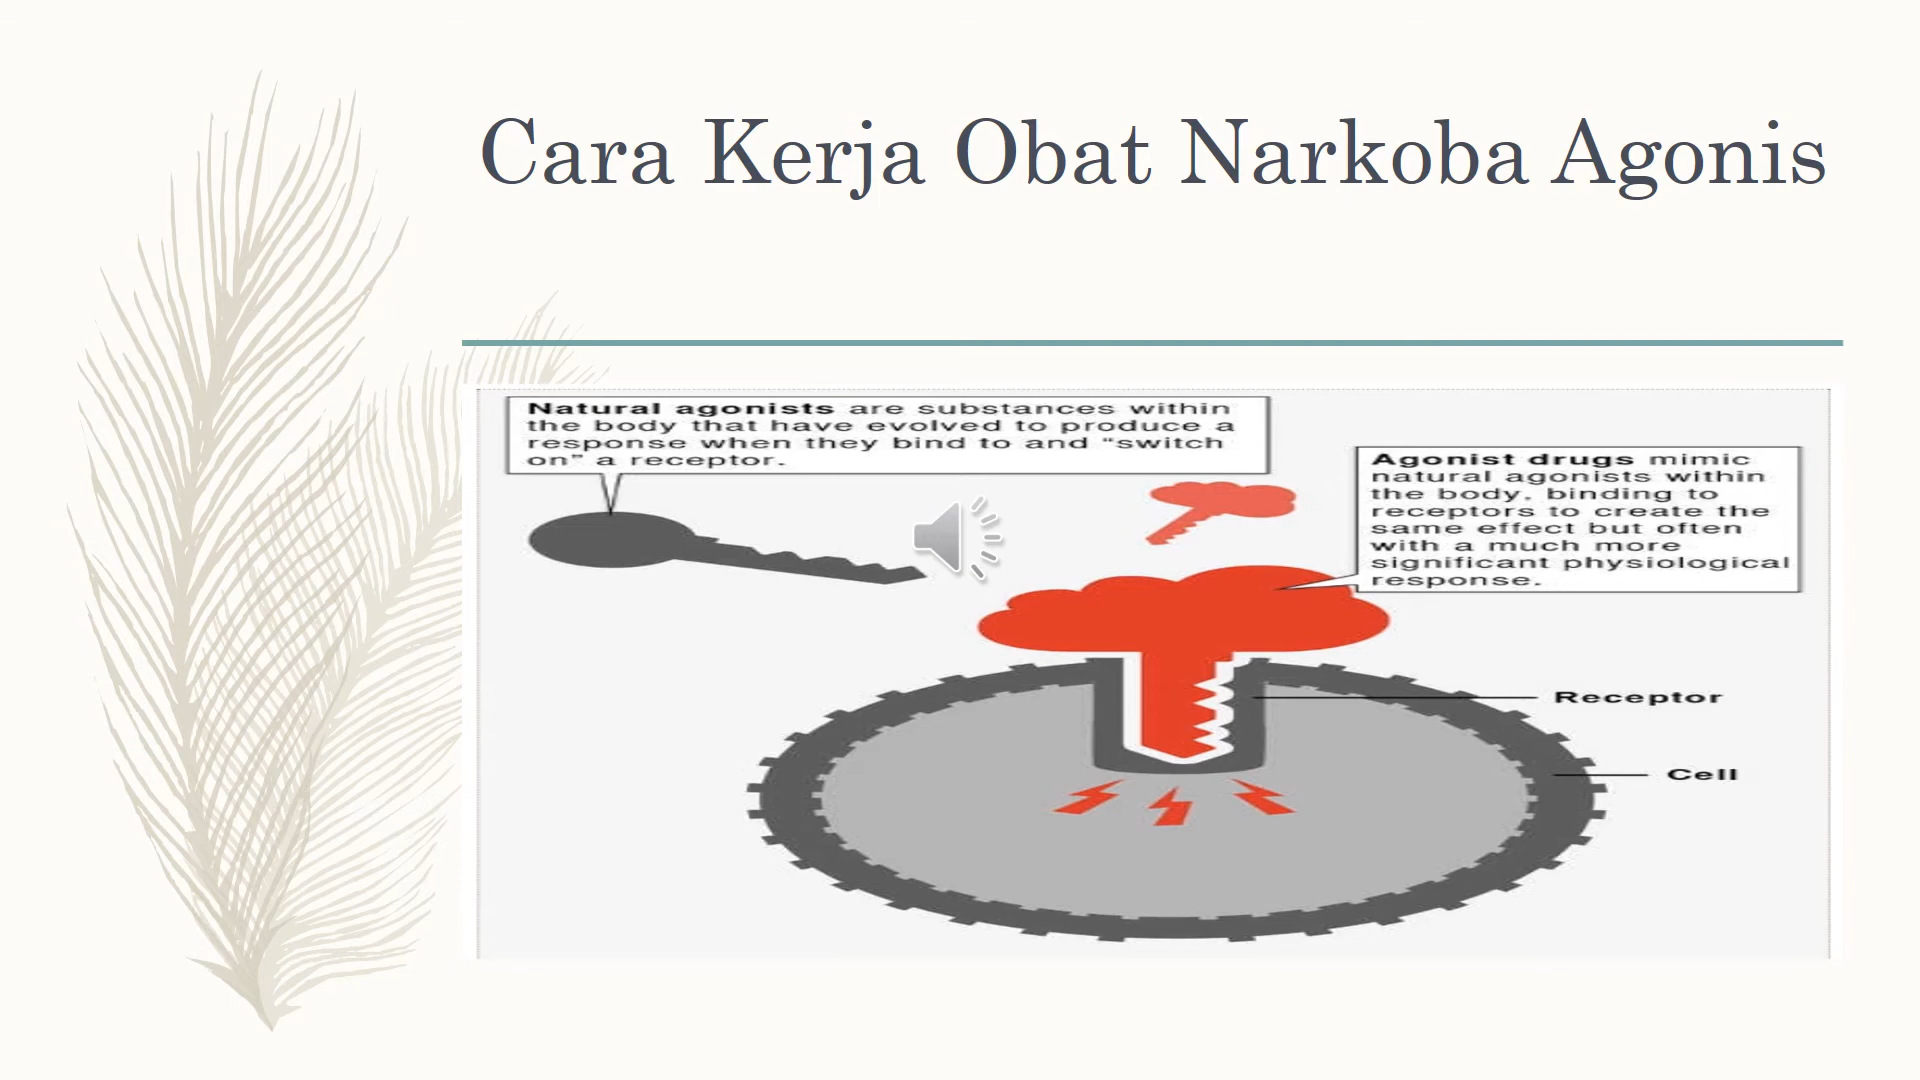 Cara Kerja Obat Narkoba Agonis
Natural agonists are substances within
the body that have evolved to produce a
response when they bind to and “switch
on” a receptor.
Agonist drugs mimic
natural agonists within
the body, binding to
receptors to create the
same effect but often
with a much more
significant physiological
response.
Receptor
Cell